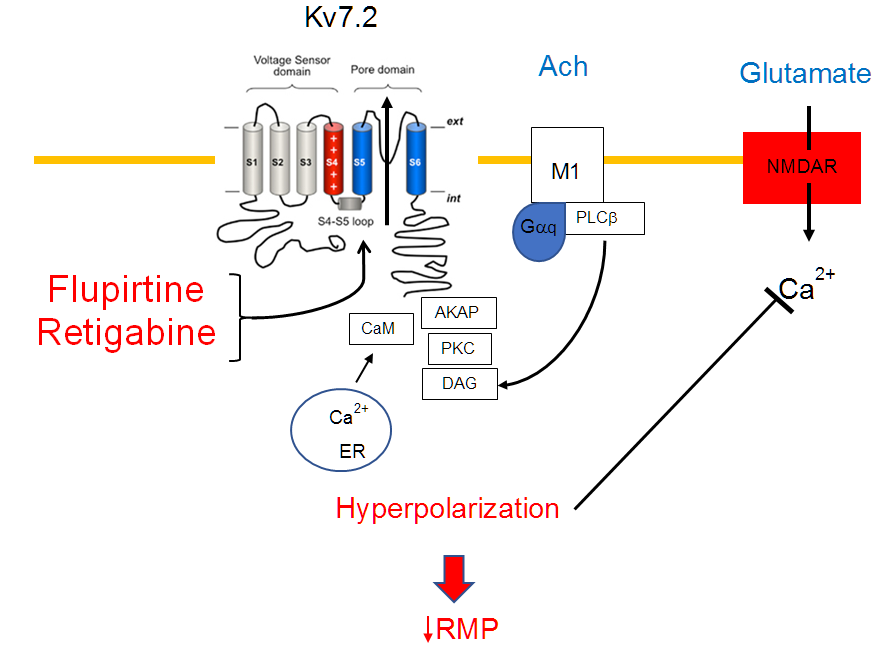 Kv7.2
Voltage Sensor
domain
Pore domain
Ach
Glutamate
ext
S1
S2
S3
+
+
S4
+
+
S5
S6
int
S4-S5 loop
M1
Gαq
PLCβ
NMDAR
Ca2+
Flupirtine
Retigabine
CaM
AKAP
PKC
DAG
Ca2+
ER
Hyperpolarization
↓RMP